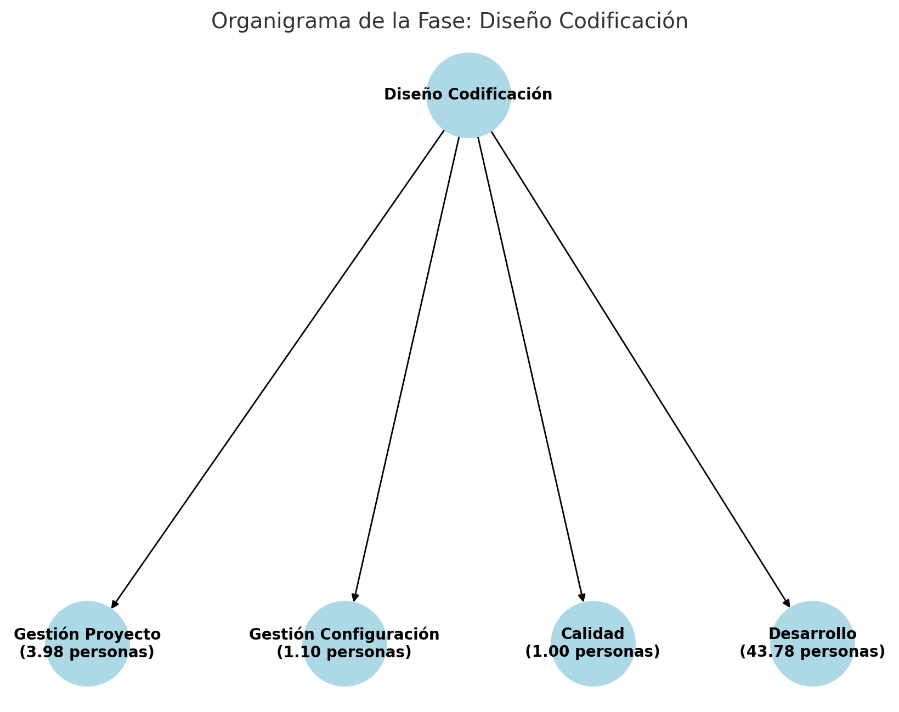 Organigrama de la Fase: Diseño Codificación
Diseño Codificación
Gestión Proyecto
(3.98 personas)
Gestión Configuración
(1.10 personas)
Calidad
(1.00 personas)
Desarrollo
(43.78 personas)